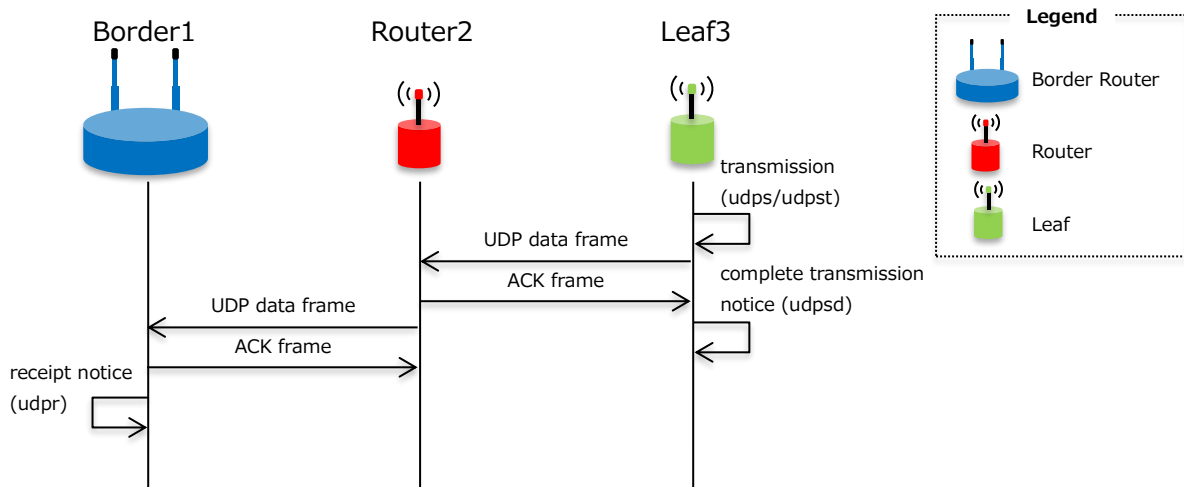 Border1
Router2
Leaf3
Legend
Border Router
Router
Leaf
transmission
(udps/udpst)
UDP data frame
ACK frame
complete transmission
notice (udpsd)
UDP data frame
ACK frame
receipt notice
(udpr)